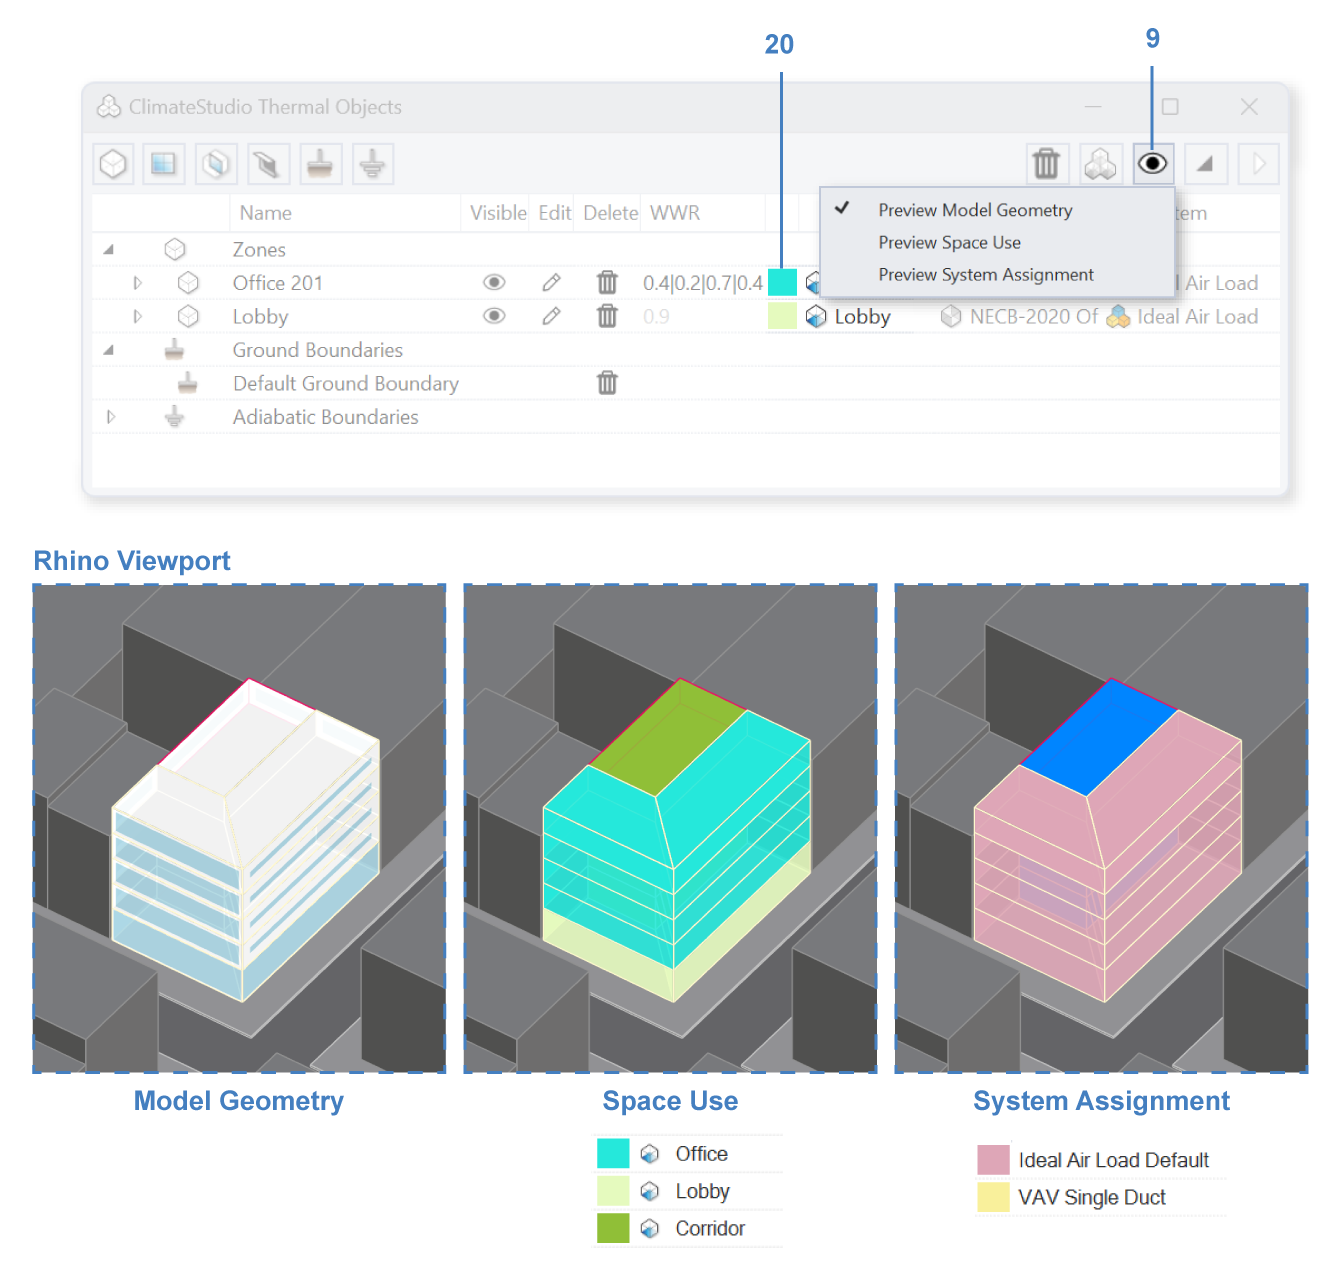 20
9
ClimateStudio Thermal Objects
Name Visible Edit Delete WWR tem
Preview Model Geometry
Preview Space Use
Preview System Assignment
Zones
Office 201 0.4|0.2|0.7|0.4 l Air Load
Lobby 0.9 Lobby NECB-2020 Of Ideal Air Load
Ground Boundaries
Default Ground Boundary
Adiabatic Boundaries
Rhino Viewport
Model Geometry
Space Use
System Assignment
Office
Lobby
Corridor
Ideal Air Load Default
VAV Single Duct